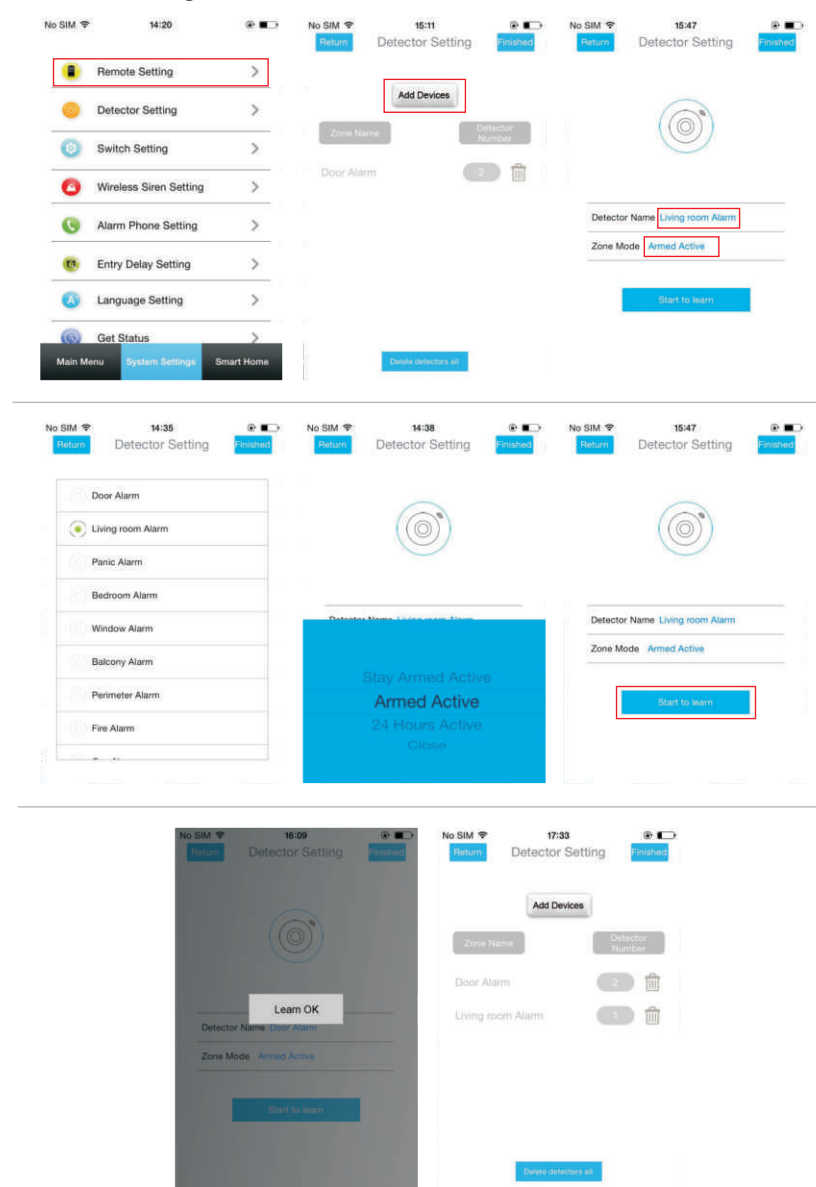 No SIM 14:20
Remote Setting
Detector Setting
Switch Setting
Wireless Siren Setting
Alarm Phone Setting
Entry Delay Setting
Language Setting
Get Status
Main Menu System Settings Smart Home
No SIM 15:11
Return Detector Setting Finished
Add Devices
Zone Name Detector Number
Door Alarm 2
Delete detectors all
No SIM 15:47
Return Detector Setting Finished
Detector Name Living room Alarm
Zone Mode Armed Active
Start to learn
No SIM 14:35
Return Detector Setting Finished
Door Alarm
Living room Alarm
Panic Alarm
Bedroom Alarm
Window Alarm
Balcony Alarm
Perimeter Alarm
Fire Alarm
No SIM 14:38
Return Detector Setting Finished
Detector Name Living room Alarm
Stay Armed Active
Armed Active
24 Hours Active
Close
No SIM 15:47
Return Detector Setting Finished
Detector Name Living room Alarm
Zone Mode Armed Active
Start to learn
No SIM 16:09
Return Detector Setting Finished
Learn OK
Detector Name Door Alarm
Zone Mode Armed Active
Start to learn
No SIM 17:33
Return Detector Setting Finished
Add Devices
Zone Name Detector Number
Door Alarm 2
Living room Alarm 1
Delete detectors all